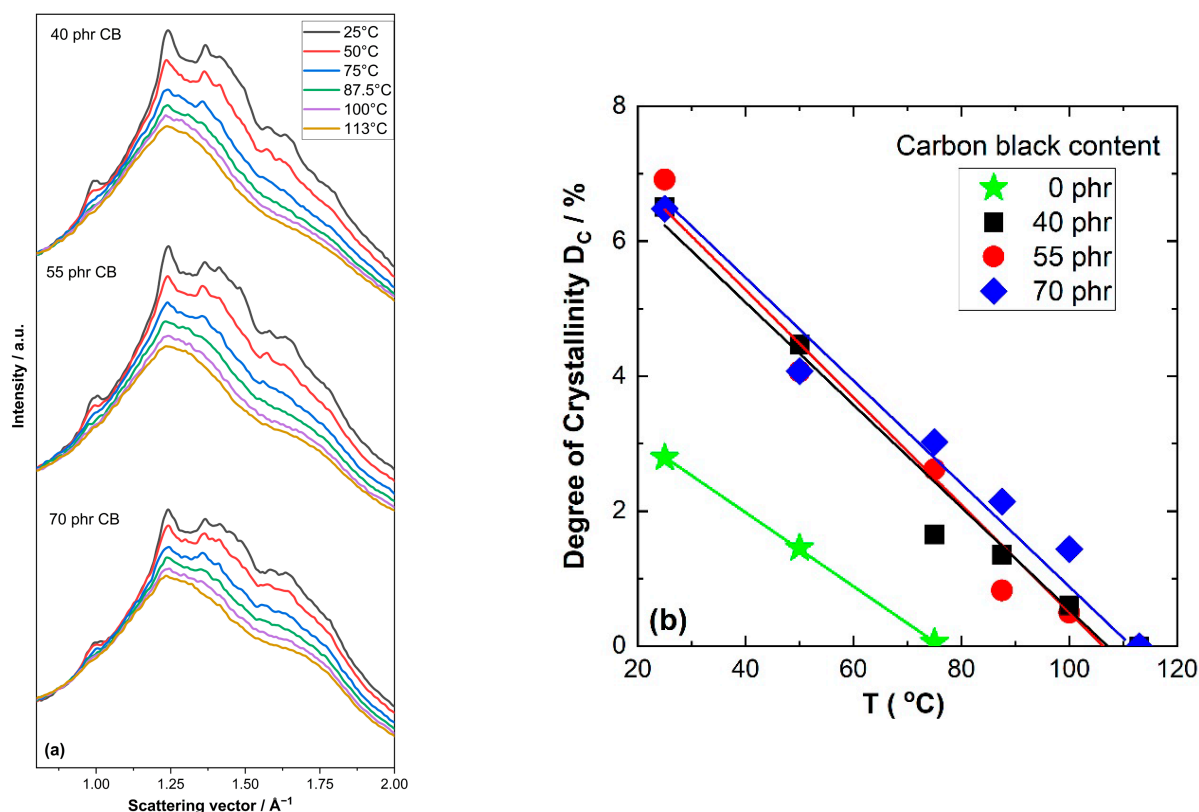 40 phr CB
25°C
50°C
75°C
87.5°C
100°C
113°C
55 phr CB
70 phr CB
Intensity / a.u.
(a)
1.00 1.25 1.50 1.75 2.00
Scattering vector / Å⁻¹
Degree of Crystallinity D_C / %
8
6
4
2
0
Carbon black content
0 phr
40 phr
55 phr
70 phr
(b)
20 40 60 80 100 120
T ( °C)